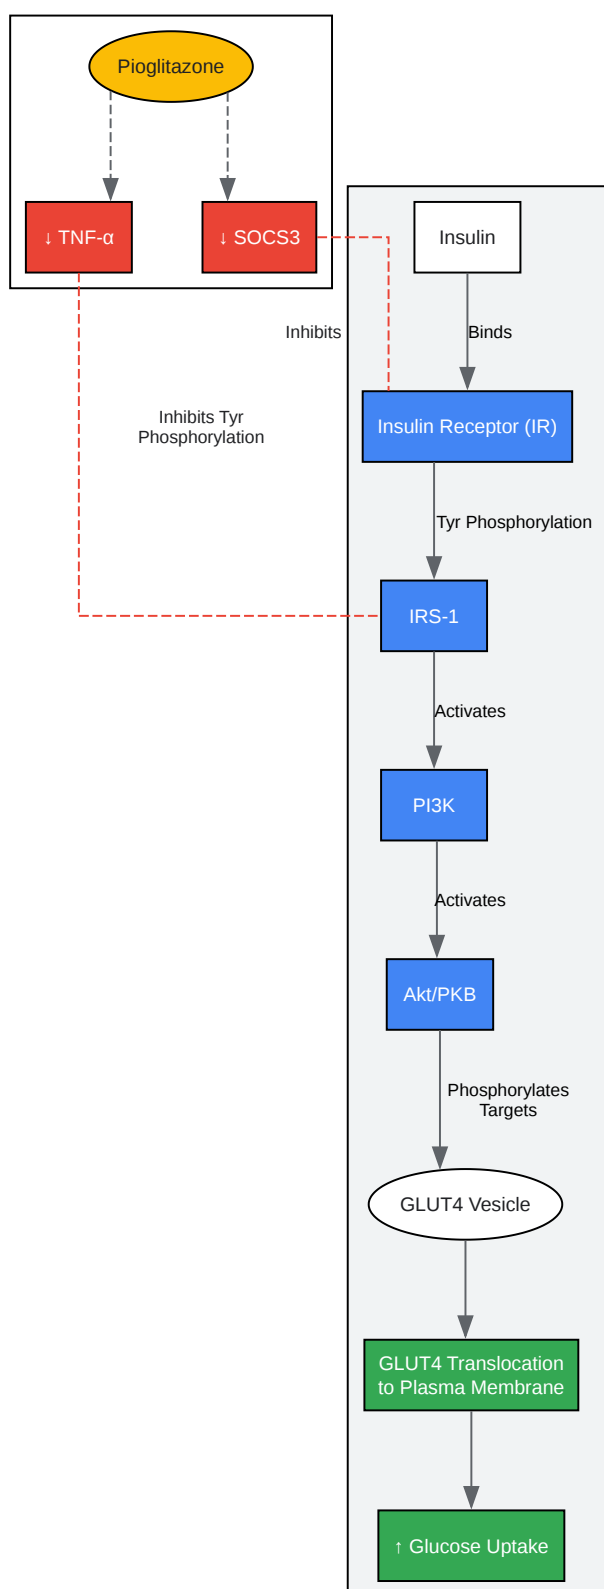 Pioglitazone
↓ TNF-α
↓ SOCS3
Insulin
Inhibits
Binds
Inhibits Tyr
Phosphorylation
Insulin Receptor (IR)
Tyr Phosphorylation
IRS-1
Activates
PI3K
Activates
Akt/PKB
Phosphorylates
Targets
GLUT4 Vesicle
GLUT4 Translocation
to Plasma Membrane
↑ Glucose Uptake